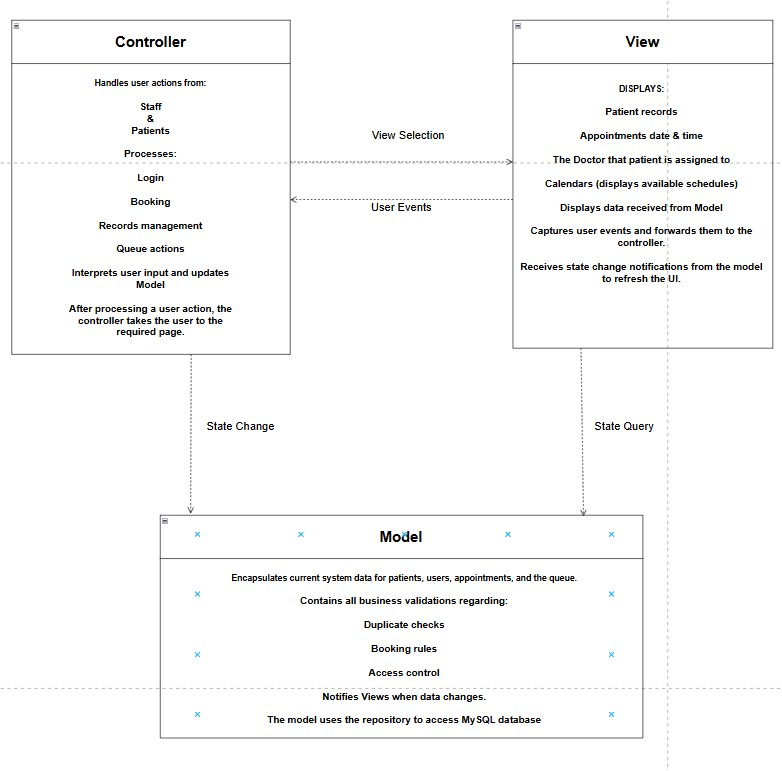 Controller
Handles user actions from:
Staff
&
Patients
Processes:
Login
Booking
Records management
Queue actions
Interprets user input and updates
Model
After processing a user action, the
controller takes the user to the
required page.
View Selection
User Events
View
DISPLAYS:
Patient records
Appointments date & time
The Doctor that patient is assigned to
Calendars (displays available schedules)
Displays data received from Model
Captures user events and forwards them to the
controller.
Receives state change notifications from the model
to refresh the UI.
State Change
State Query
Model
Encapsulates current system data for patients, users, appointments, and the queue.
Contains all business validations regarding:
Duplicate checks
Booking rules
Access control
Notifies Views when data changes.
The model uses the repository to access MySQL database